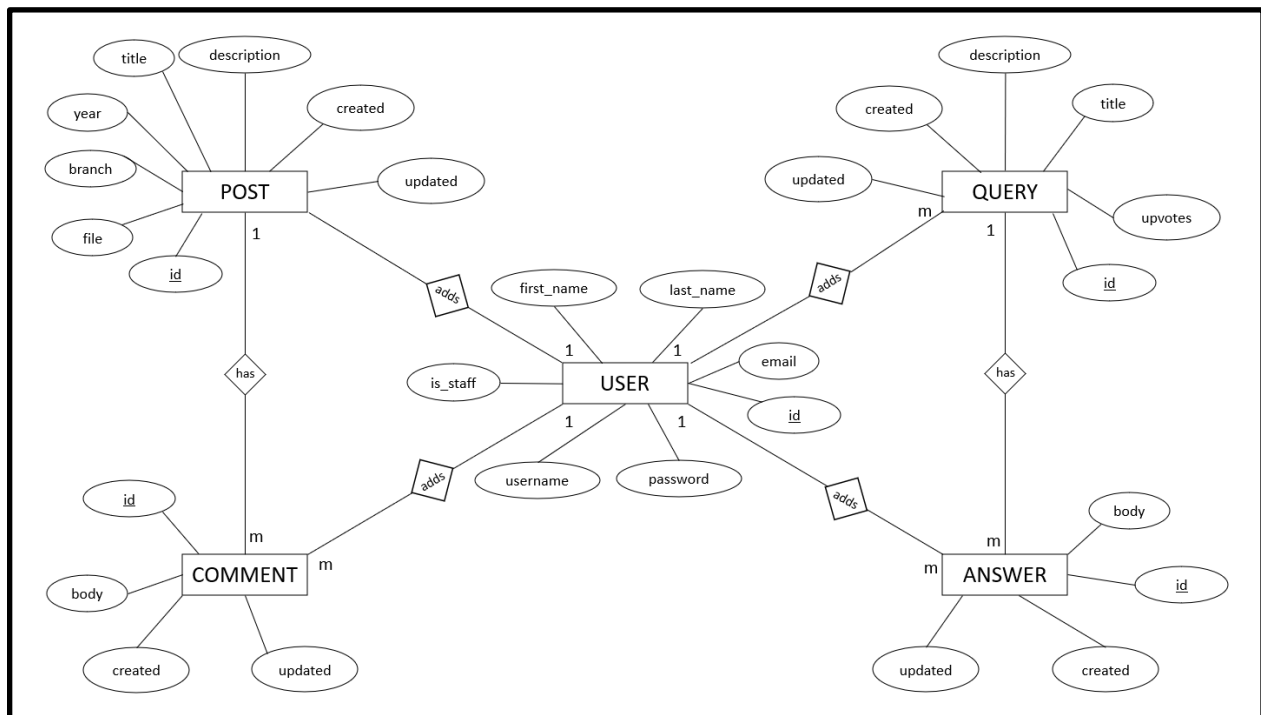 description
title
created
year
branch
updated
POST
file
1
id
description
title
created
updated
QUERY
m
upvotes
1
id
adds
adds
first_name
last_name
has
has
1
1
email
is_staff
USER
id
1
1
username
password
adds
adds
id
m
m
COMMENT
body
created
updated
body
m
m
ANSWER
id
updated
created